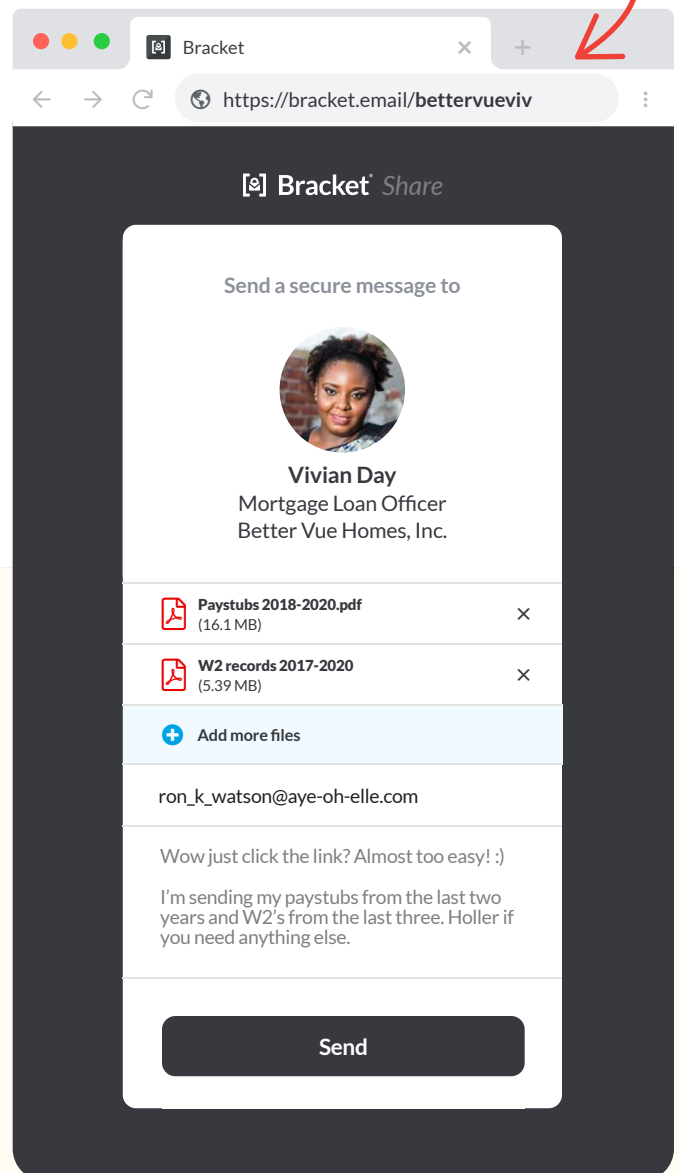 Bracket
https://bracket.email/bettervueviv
Bracket Share
Send a secure message to
Vivian Day
Mortgage Loan Officer
Better Vue Homes, Inc.
Paystubs 2018-2020.pdf
(16.1 MB)
W2 records 2017-2020
(5.39 MB)
Add more files
ron_k_watson@aye-oh-elle.com
Wow just click the link? Almost too easy! :)
I’m sending my paystubs from the last two
years and W2’s from the last three. Holler if
you need anything else.
Send